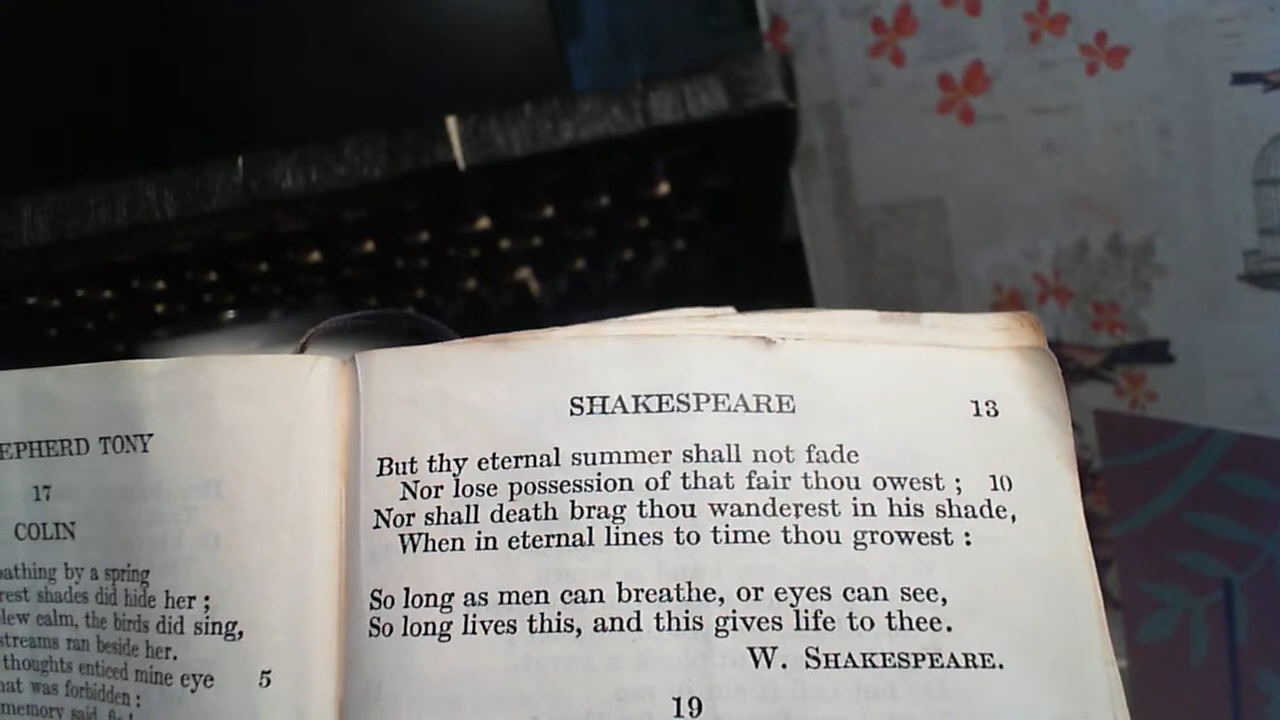 EPHERD TONY
17
COLIN
athing by a spring
rest shades did hide her ;
lew calm, the birds did sing,
streams ran beside her.
thoughts enticed mine eye 5
hat was forbidden :
memory said,
SHAKESPEARE 13
But thy eternal summer shall not fade
Nor lose possession of that fair thou owest ; 10
Nor shall death brag thou wanderest in his shade,
When in eternal lines to time thou growest :
So long as men can breathe, or eyes can see,
So long lives this, and this gives life to thee.
W. SHAKESPEARE.
19